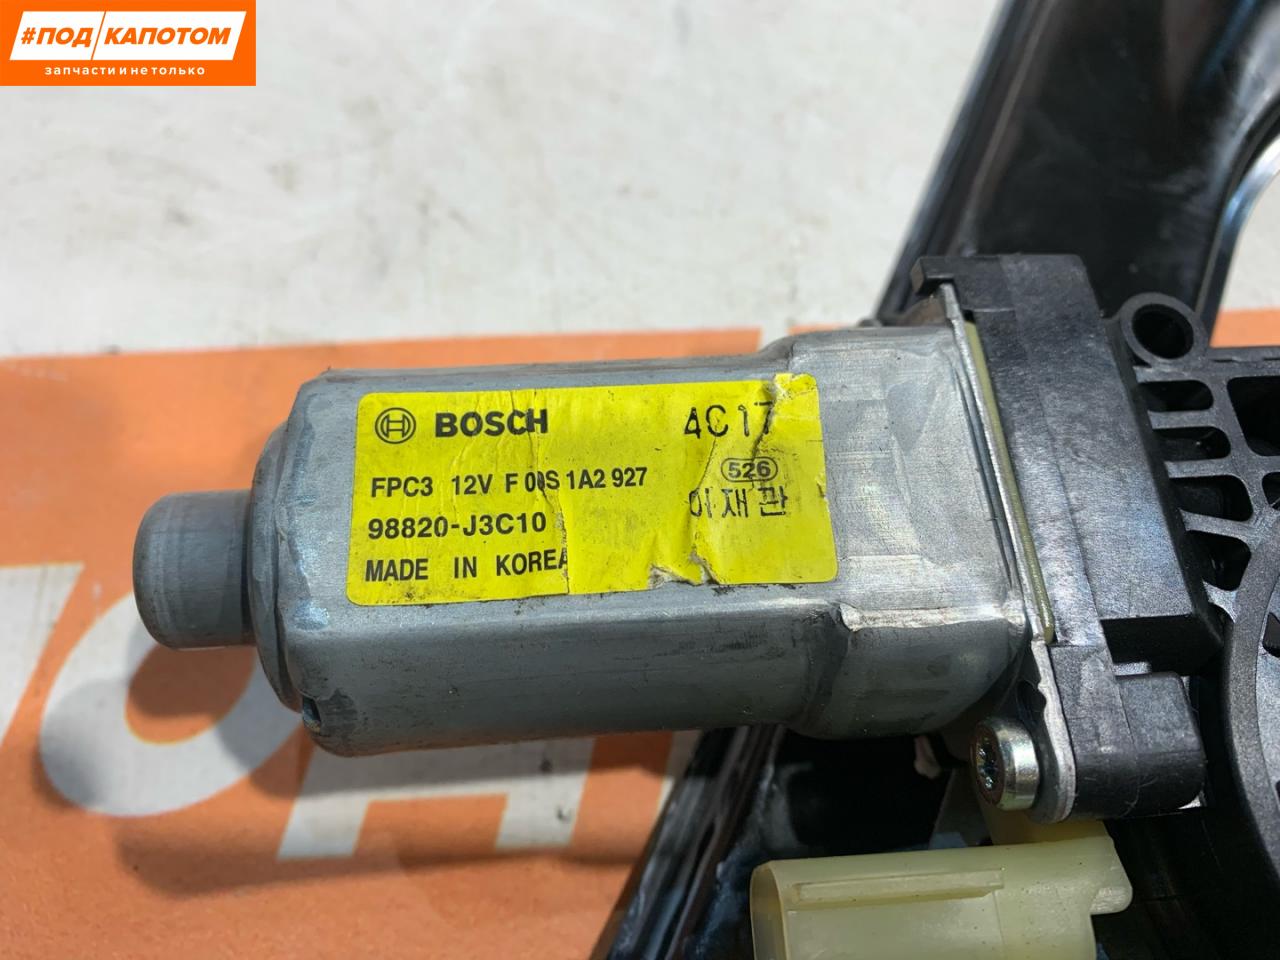 #ПОД КАПОТОМ
запчасти и не только
BOSCH 4C17
FPC3 12V F 00S 1A2 927 526
98820-J3C10 이재판
MADE IN KOREA